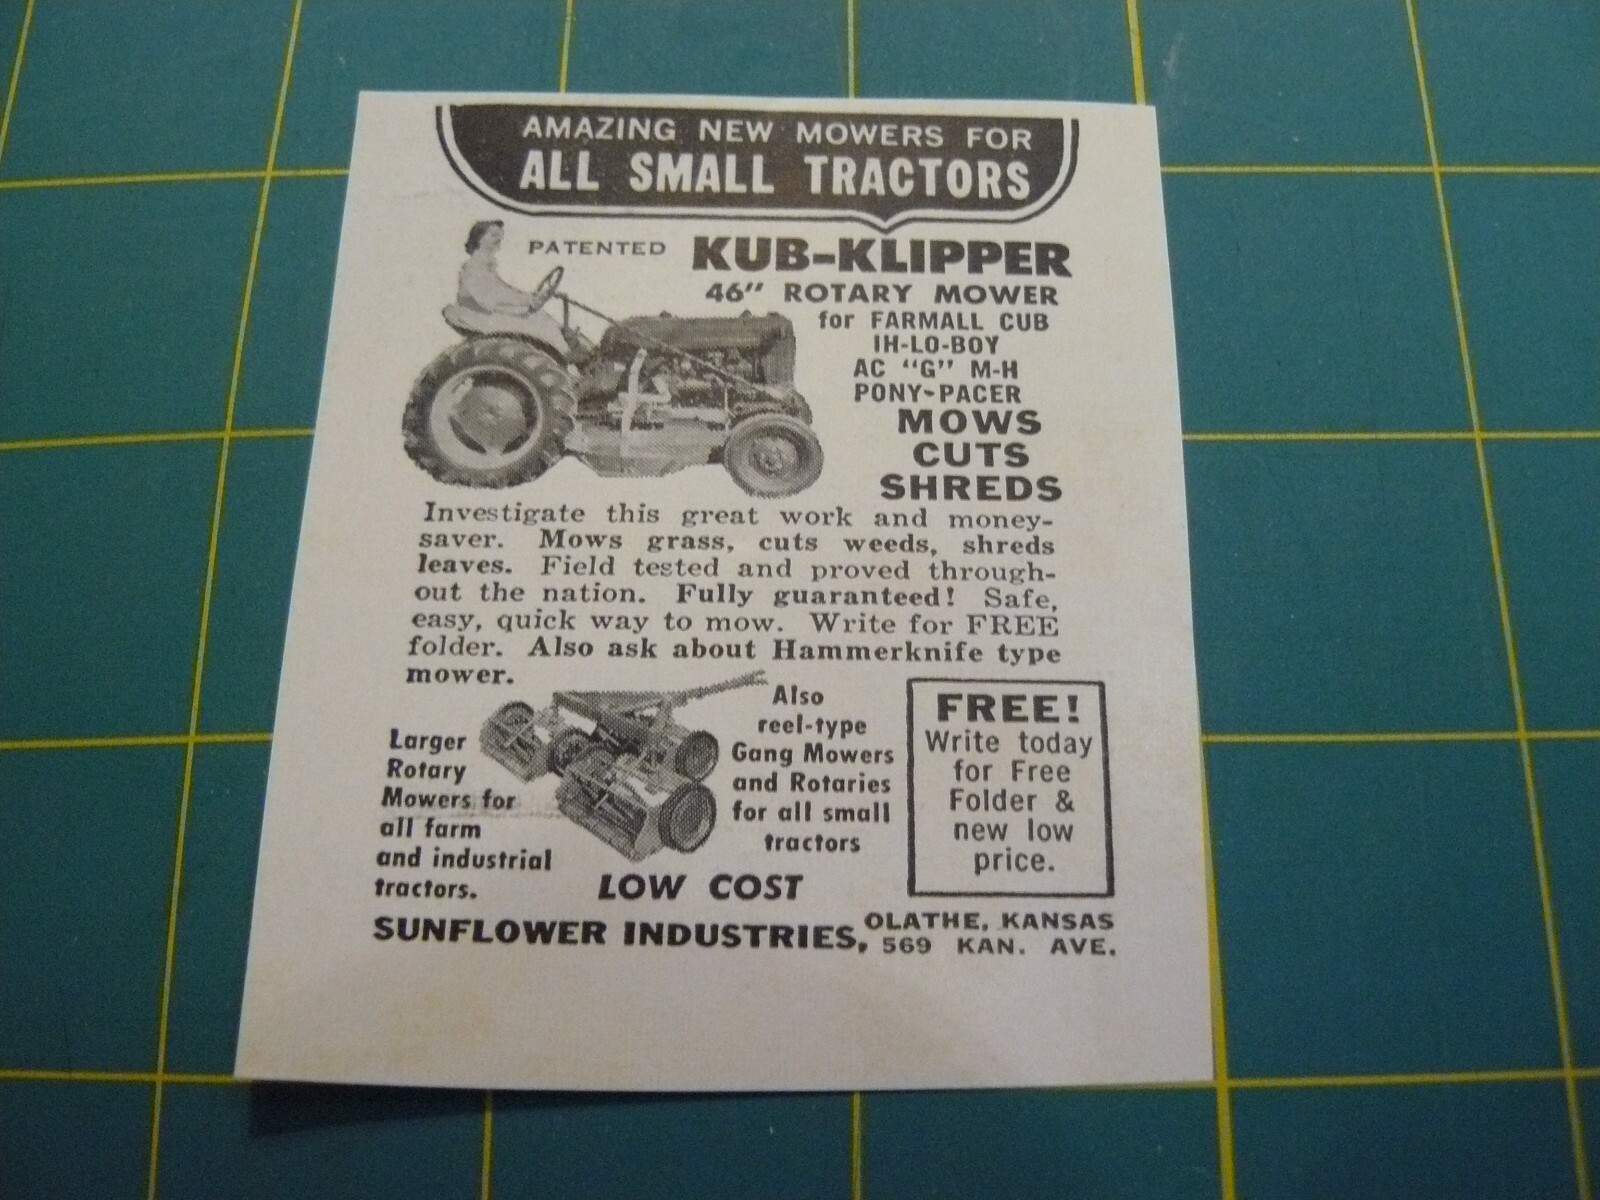 AMAZING NEW MOWERS FOR
ALL SMALL TRACTORS
PATENTED KUB-KLIPPER
46" ROTARY MOWER
for FARMALL CUB
IH-LO-BOY
AC "G" M-H
PONY-PACER
MOWS
CUTS
SHREDS
Investigate this great work and money-
saver. Mows grass, cuts weeds, shreds
leaves. Field tested and proved through-
out the nation. Fully guaranteed! Safe,
easy, quick way to mow. Write for FREE
folder. Also ask about Hammerknife type
mower.
Larger
Rotary
Mowers for
all farm
and industrial
tractors.
Also
reel-type
Gang Mowers
and Rotaries
for all small
tractors
LOW COST
FREE!
Write today
for Free
Folder &
new low
price.
SUNFLOWER INDUSTRIES, OLATHE, KANSAS
569 KAN. AVE.